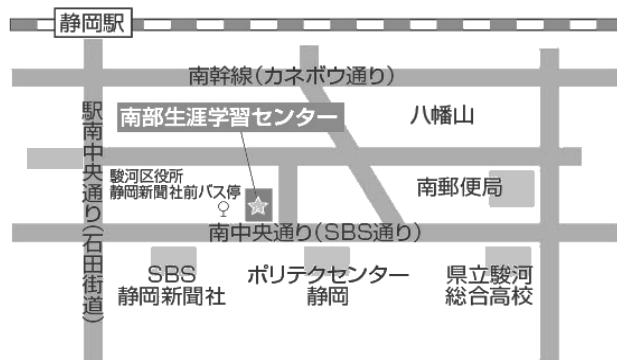 静岡駅
南幹線(カネボウ通り)
駅南中央通り(石田街道)
南部生涯学習センター
八幡山
駿河区役所
静岡新聞社前バス停
南郵便局
南中央通り(SBS通り)
SBS
静岡新聞社
ポリテクセンター
静岡
県立駿河
総合高校